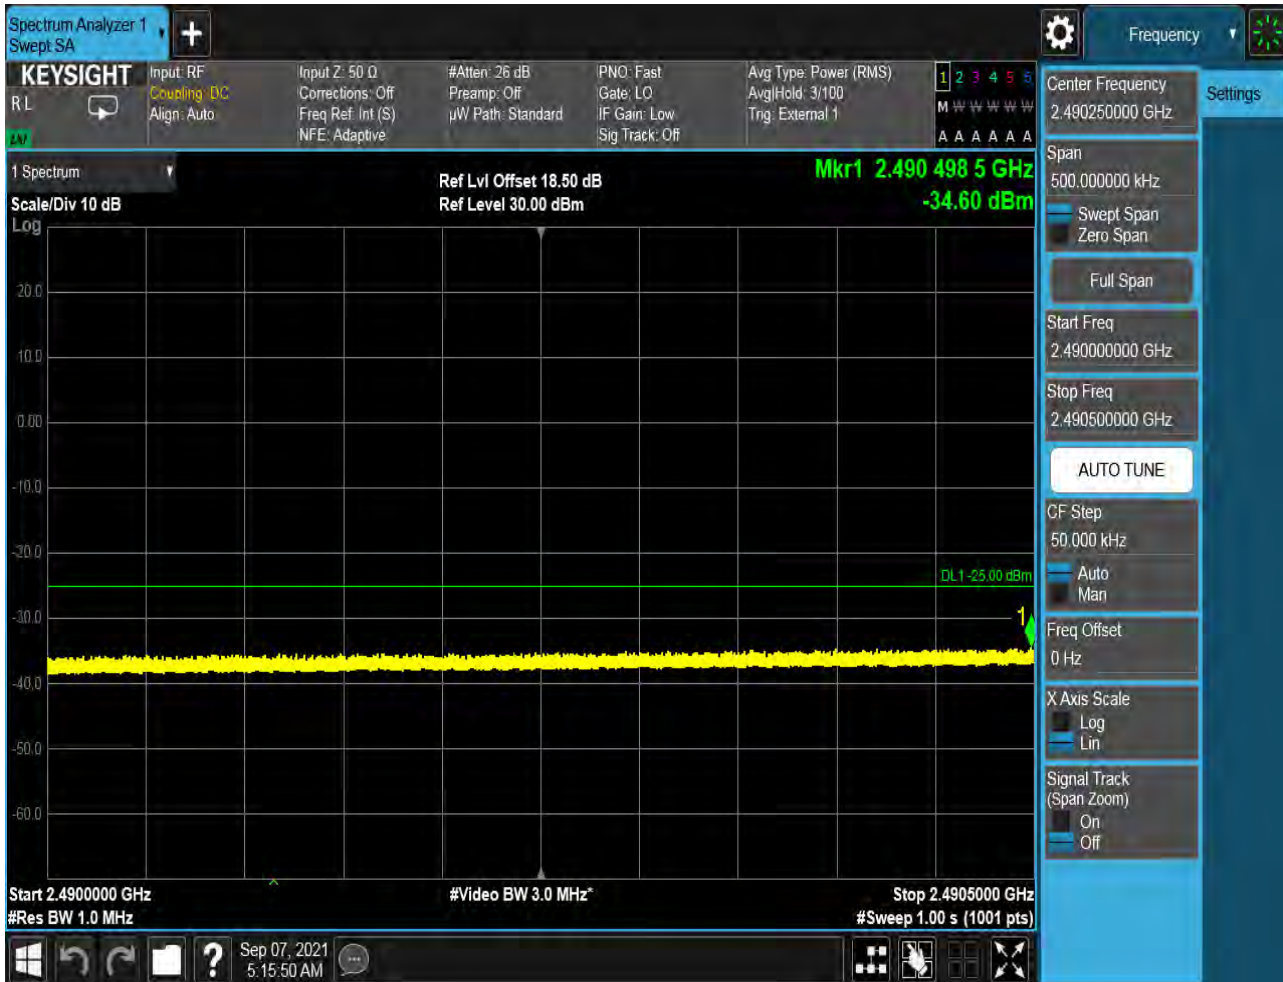 Spectrum Analyzer 1
Swept SA
Frequency
KEYSIGHT
R L
LNI
Input: RF
Coupling: DC
Align: Auto
Input Z: 50 Ω
Corrections: Off
Freq Ref: Int (S)
NFE: Adaptive
#Atten: 26 dB
Preamp: Off
µW Path: Standard
PNO: Fast
Gate: LO
IF Gain: Low
Sig Track: Off
Avg Type: Power (RMS)
Avg|Hold: 3/100
Trig: External 1
1 2 3 4 5 6
M W W W W W
A A A A A A
1 Spectrum
Scale/Div 10 dB
Log
Ref Lvl Offset 18.50 dB
Ref Level 30.00 dBm
Mkr1 2.490 498 5 GHz
-34.60 dBm
20.0
10.0
0.00
-10.0
-20.0
-30.0
-40.0
-50.0
-60.0
DL1 -25.00 dBm
1
Start 2.4900000 GHz
#Res BW 1.0 MHz
#Video BW 3.0 MHz*
Stop 2.4905000 GHz
#Sweep 1.00 s (1001 pts)
Center Frequency
2.490250000 GHz
Settings
Span
500.000000 kHz
Swept Span
Zero Span
Full Span
Start Freq
2.490000000 GHz
Stop Freq
2.490500000 GHz
AUTO TUNE
CF Step
50.000 kHz
Auto
Man
Freq Offset
0 Hz
X Axis Scale
Log
Lin
Signal Track
(Span Zoom)
On
Off
?
Sep 07, 2021
5:15:50 AM